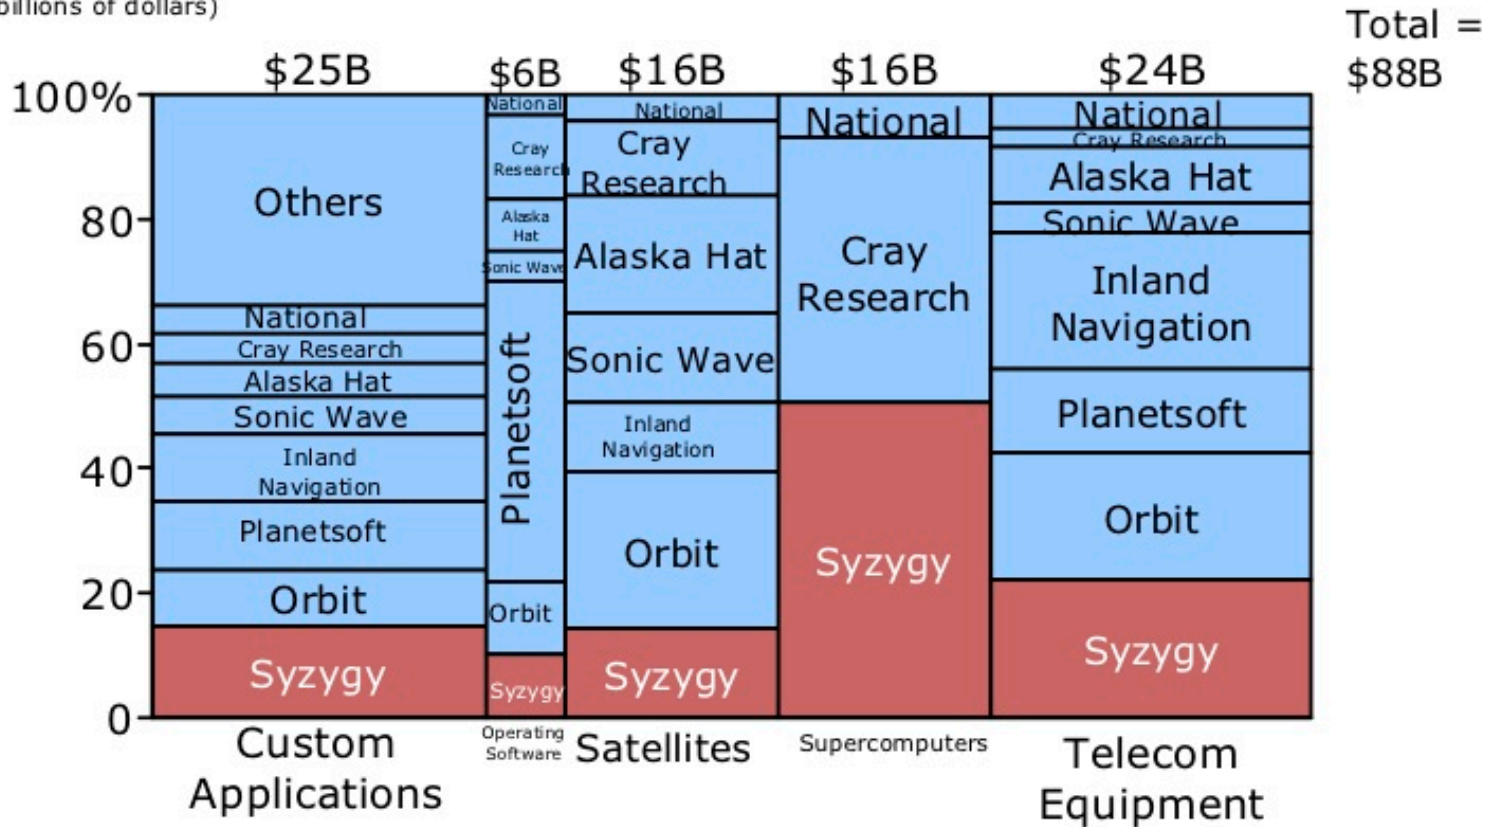 billions of dollars)
Total =
$88B
$25B
$6B
$16B
$16B
$24B
100%
80
60
40
20
0
Others
National
Cray Research
Alaska Hat
Sonic Wave
Inland
Navigation
Planetsoft
Orbit
Syzygy
National
Cray
Research
Alaska
Hat
Sonic Wave
Planetsoft
Orbit
Syzygy
National
Cray
Research
Alaska Hat
Sonic Wave
Inland
Navigation
Orbit
Syzygy
National
Cray
Research
Syzygy
National
Cray Research
Alaska Hat
Sonic Wave
Inland
Navigation
Planetsoft
Orbit
Syzygy
Custom
Applications
Operating
Software
Satellites
Supercomputers
Telecom
Equipment